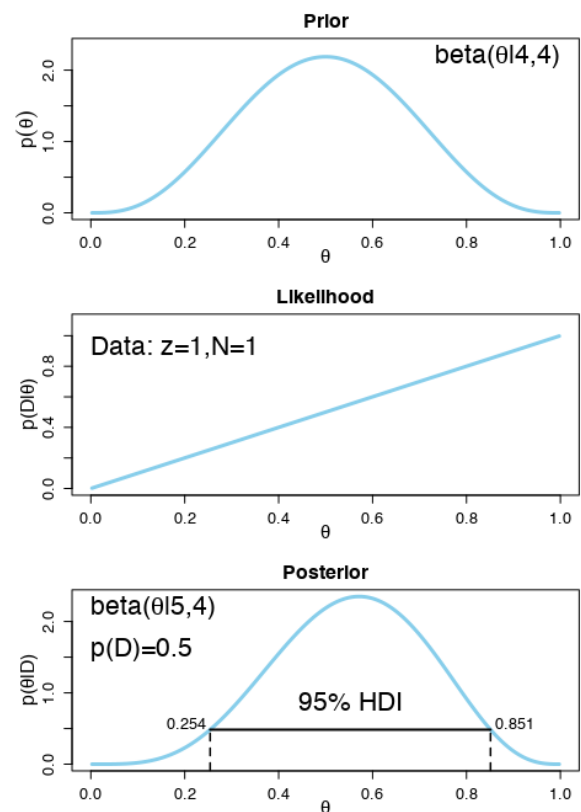 Prior
beta(θ|4,4)
p(θ)
0.0 1.0 2.0
0.0 0.2 0.4 0.6 0.8 1.0
θ
Likelihood
Data: z=1,N=1
p(D|θ)
0.0 0.4 0.8
0.0 0.2 0.4 0.6 0.8 1.0
θ
Posterior
beta(θ|5,4)
p(D)=0.5
p(θ|D)
0.0 1.0 2.0
95% HDI
0.254 0.851
0.0 0.2 0.4 0.6 0.8 1.0
θ